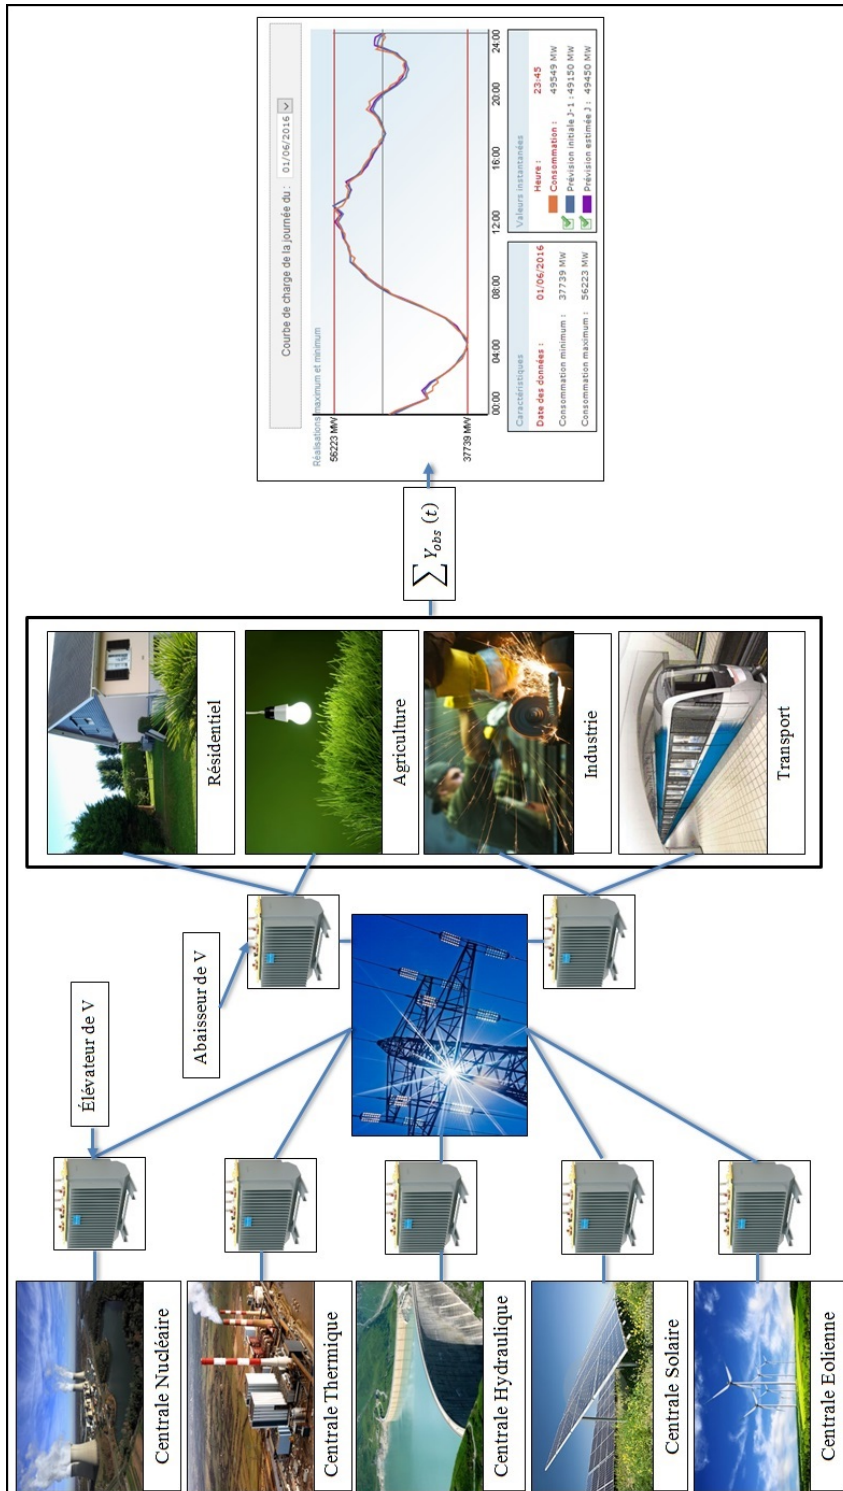 Centrale Nucléaire
Centrale Thermique
Centrale Hydraulique
Centrale Solaire
Centrale Eolienne
Élévateur de V
Abaisseur de V
Résidentiel
Agriculture
Industrie
Transport
∑ Y_obs (t)
Courbe de charge de la journée du : 01/06/2016
Réalisations maximum et minimum
56223 MW
37739 MW
00:00 04:00 08:00 12:00 16:00 20:00 24:00
Caractéristiques
Date des données : 01/06/2016
Consommation minimum : 37739 MW
Consommation maximum : 56223 MW
Valeurs instantanées
Heure : 23:45
Consommation : 49549 MW
Prévision initiale J-1 : 49150 MW
Prévision estimée J : 49450 MW